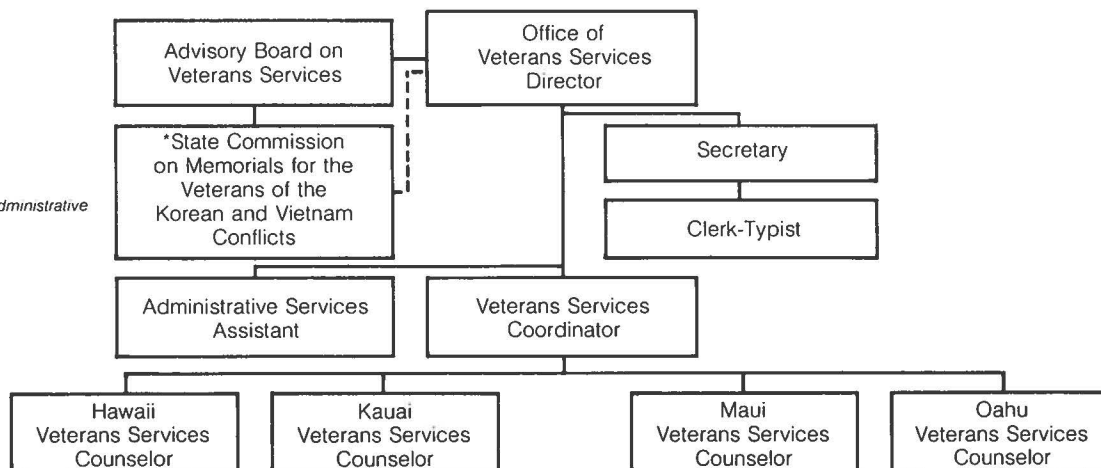 Advisory Board on
Veterans Services
Office of
Veterans Services
Director
*State Commission
on Memorials for the
Veterans of the
Korean and Vietnam
Conflicts
Secretary
Clerk-Typist
Administrative Services
Assistant
Veterans Services
Coordinator
Hawaii
Veterans Services
Counselor
Kauai
Veterans Services
Counselor
Maui
Veterans Services
Counselor
Oahu
Veterans Services
Counselor